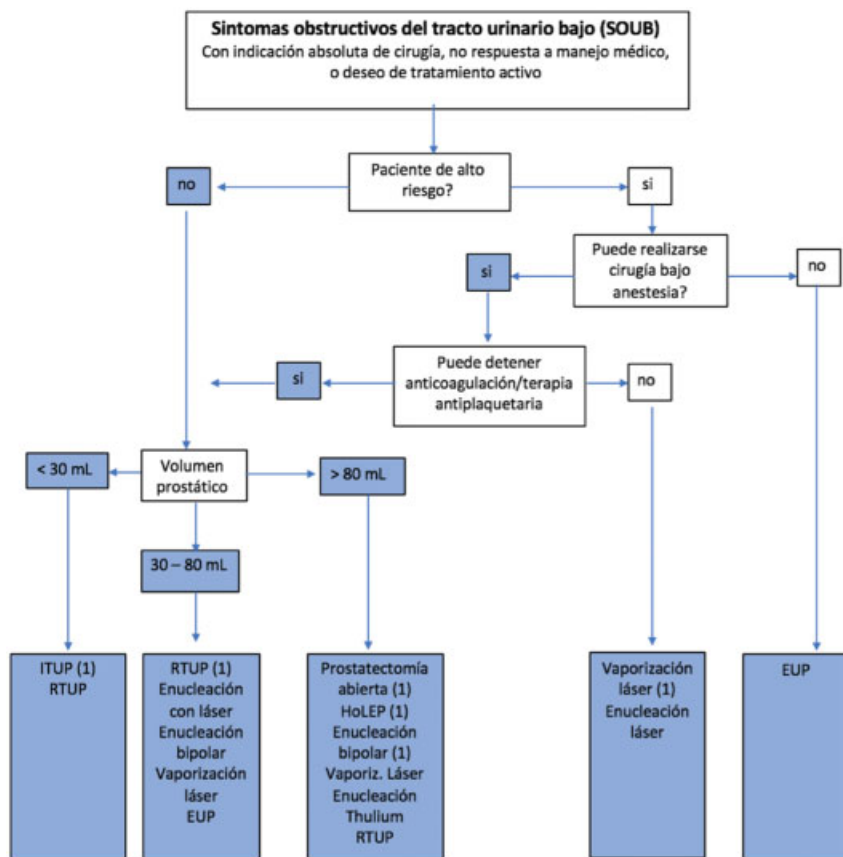 Sintomas obstructivos del tracto urinario bajo (SOUB)
Con indicación absoluta de cirugía, no respuesta a manejo médico,
o deseo de tratamiento activo
no
Paciente de alto
riesgo?
si
si
Puede realizarse
cirugía bajo
anestesia?
no
si
Puede detener
anticoagulación/terapia
antiplaquetaria
no
< 30 mL
Volumen
prostático
> 80 mL
30 – 80 mL
ITUP (1)
RTUP
RTUP (1)
Enucleación
con láser
Enucleación
bipolar
Vaporización
láser
EUP
Prostatectomía
abierta (1)
HoLEP (1)
Enucleación
bipolar (1)
Vaporiz. Láser
Enucleación
Thulium
RTUP
Vaporización
láser (1)
Enucleación
láser
EUP